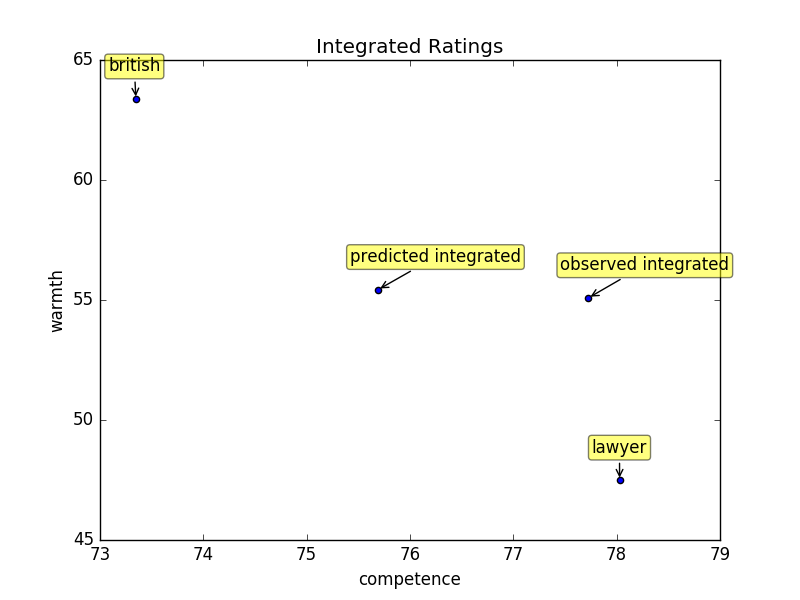 Integrated Ratings
65
british
60
predicted integrated
observed integrated
warmth
55
50
lawyer
45
73 74 75 76 77 78 79
competence